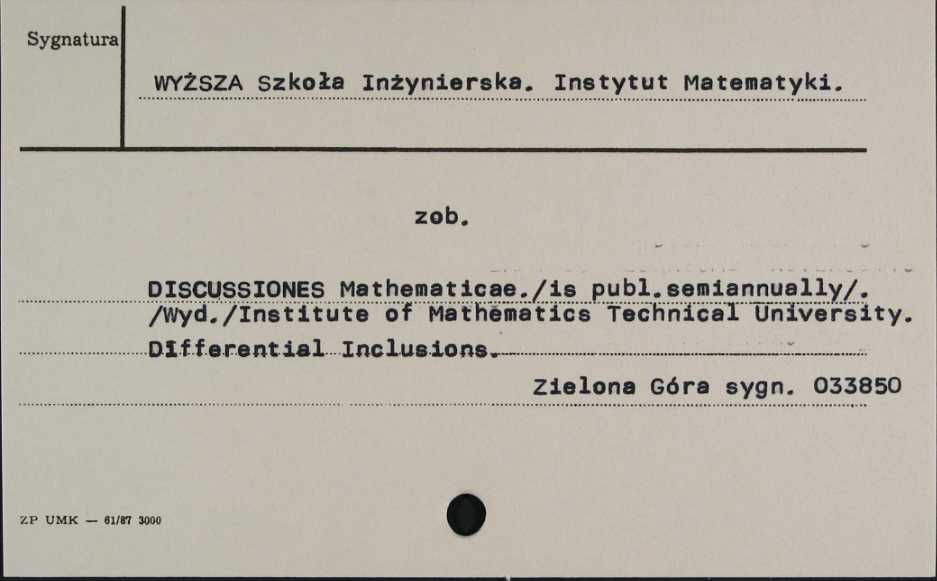 Sygnatura
WYŻSZA Szkoła Inżynierska. Instytut Matematyki.
zob.
DISCUSSIONES Mathematicae./is publ.semiannually/.
/Wyd./Institute of Mathematics Technical University.
Differential Inclusions.
Zielona Góra sygn. 033850
ZP UMK — 61/87 3000